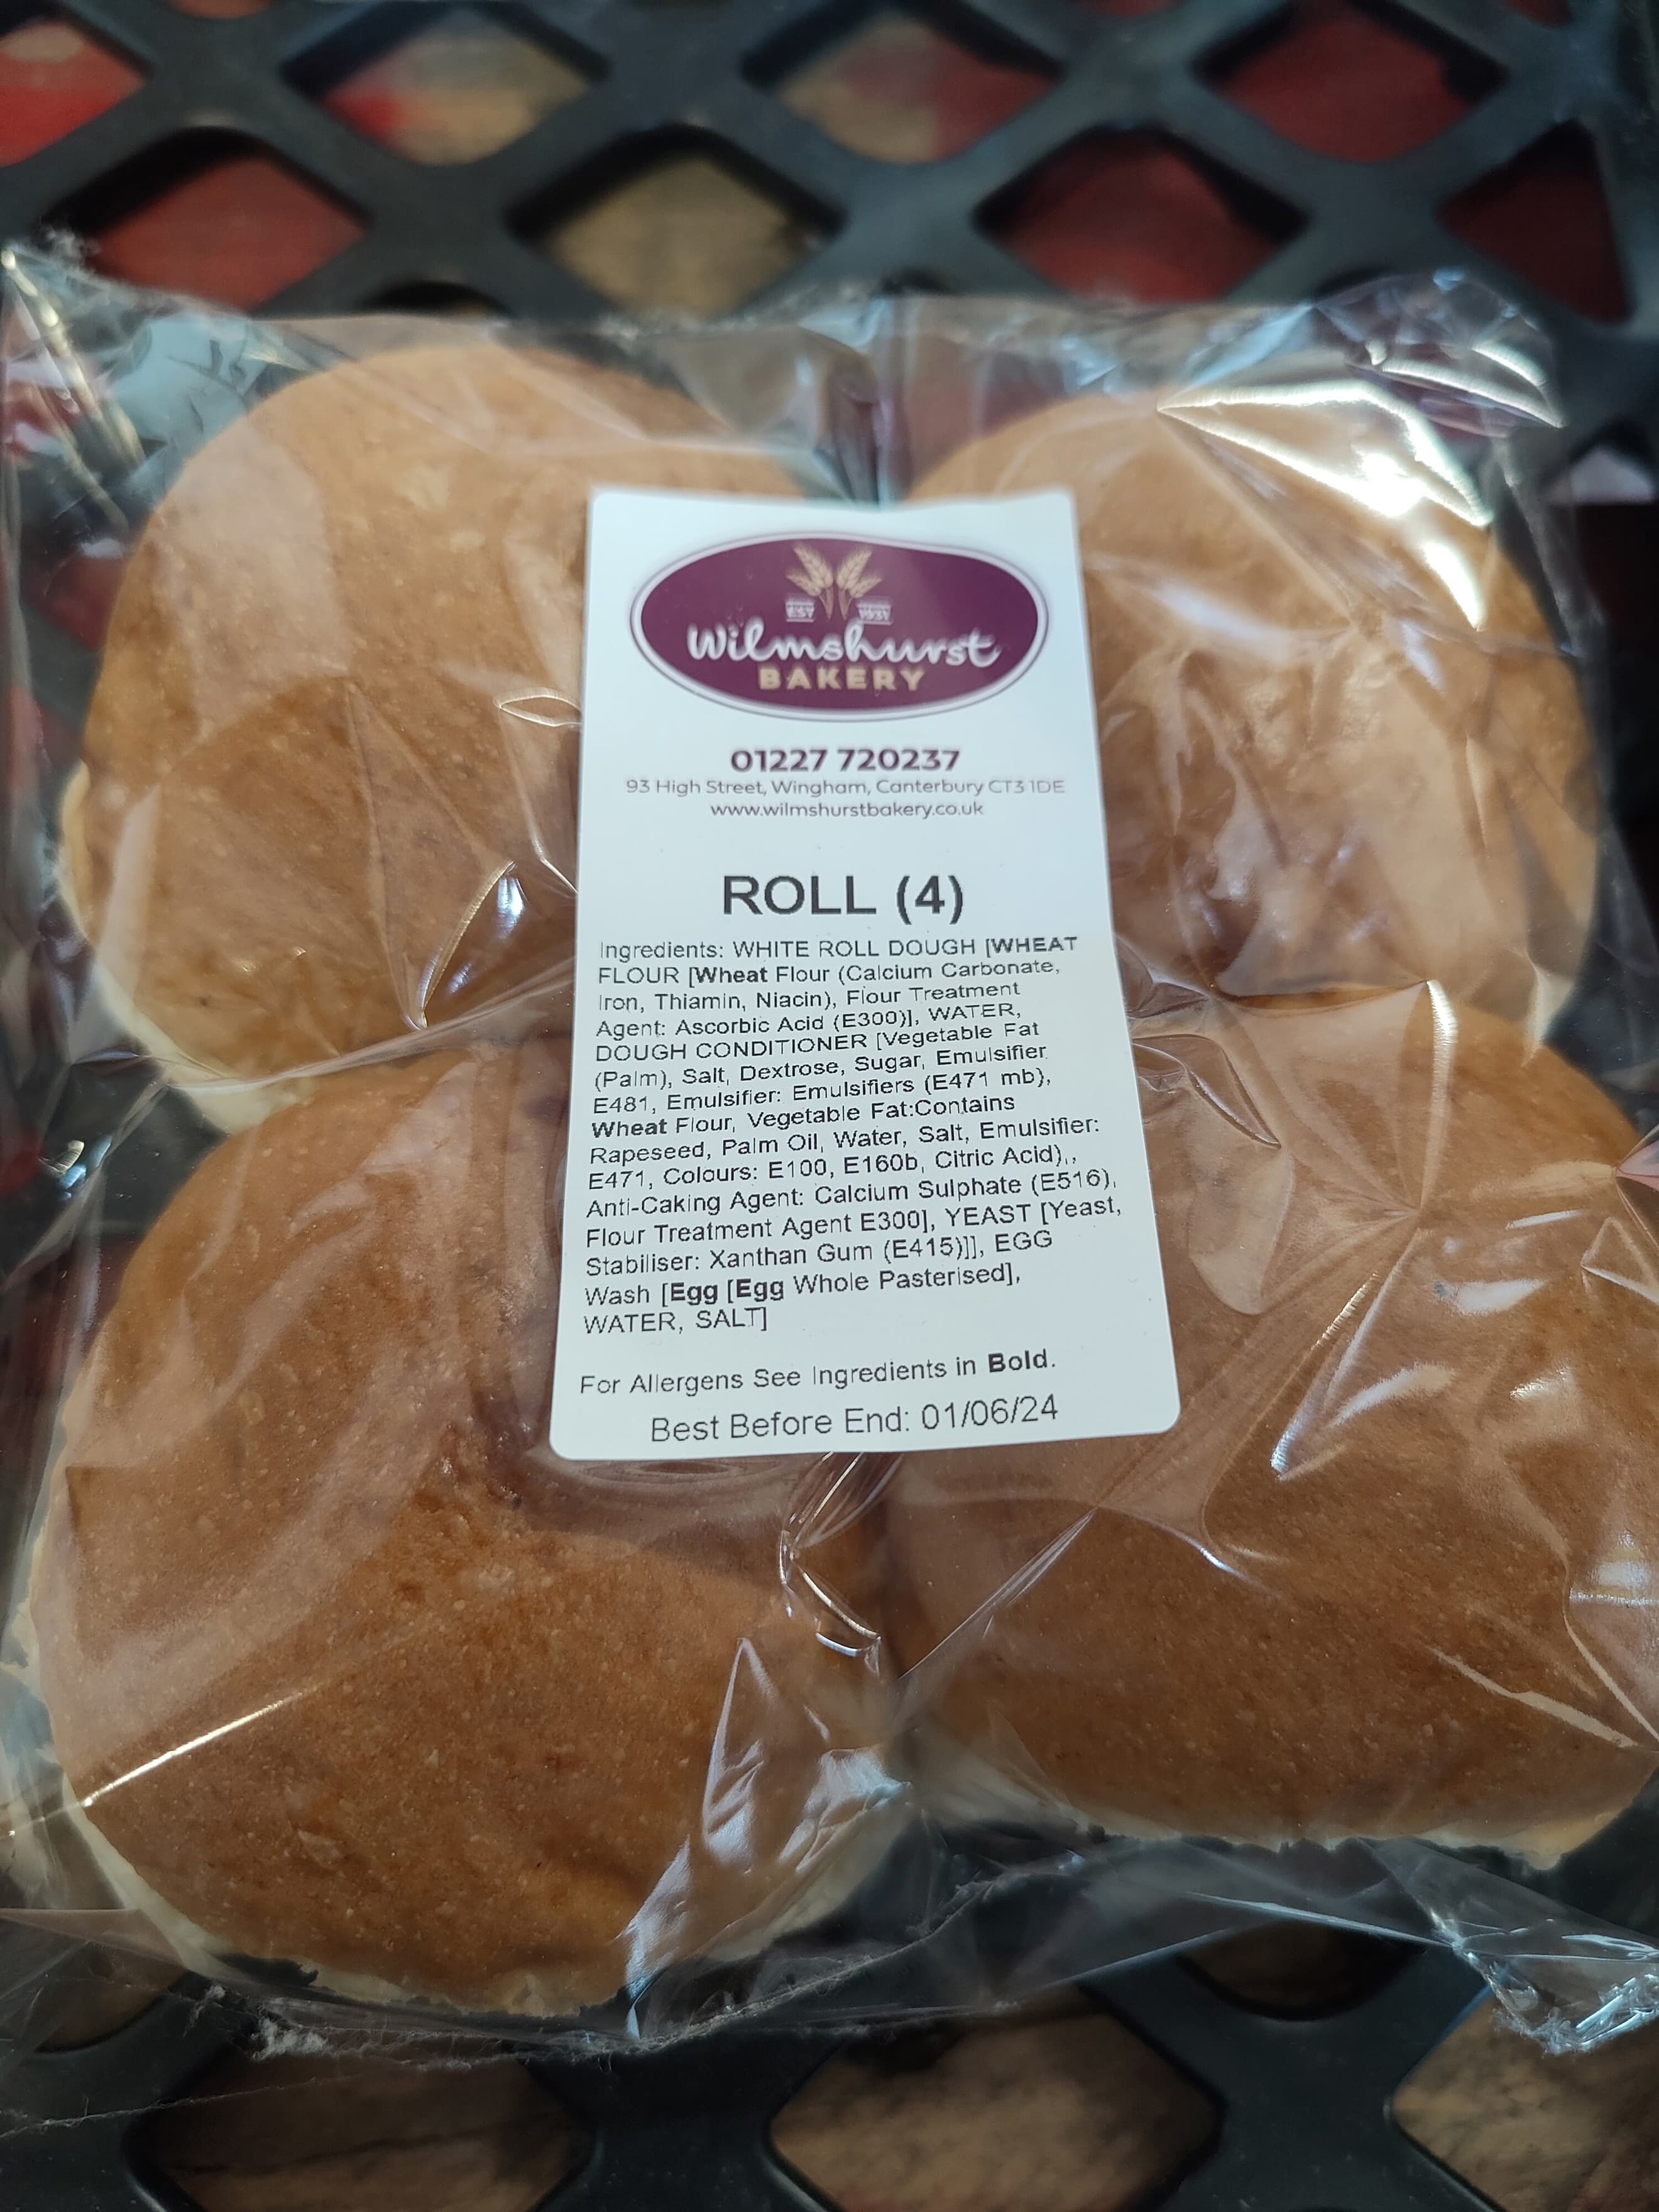 EST 1931
Wilmshurst
BAKERY
01227 720237
93 High Street, Wingham, Canterbury CT3 1DE
www.wilmshurstbakery.co.uk
ROLL (4)
Ingredients: WHITE ROLL DOUGH [WHEAT
FLOUR [Wheat Flour (Calcium Carbonate,
Iron, Thiamin, Niacin), Flour Treatment
Agent: Ascorbic Acid (E300)], WATER,
DOUGH CONDITIONER [Vegetable Fat
(Palm), Salt, Dextrose, Sugar, Emulsifier
E481, Emulsifier: Emulsifiers (E471 mb),
Wheat Flour, Vegetable Fat:Contains
Rapeseed, Palm Oil, Water, Salt, Emulsifier:
E471, Colours: E100, E160b, Citric Acid),,
Anti-Caking Agent: Calcium Sulphate (E516),
Flour Treatment Agent E300], YEAST [Yeast,
Stabiliser: Xanthan Gum (E415)]], EGG
Wash [Egg [Egg Whole Pasterised],
WATER, SALT]
For Allergens See Ingredients in Bold.
Best Before End: 01/06/24